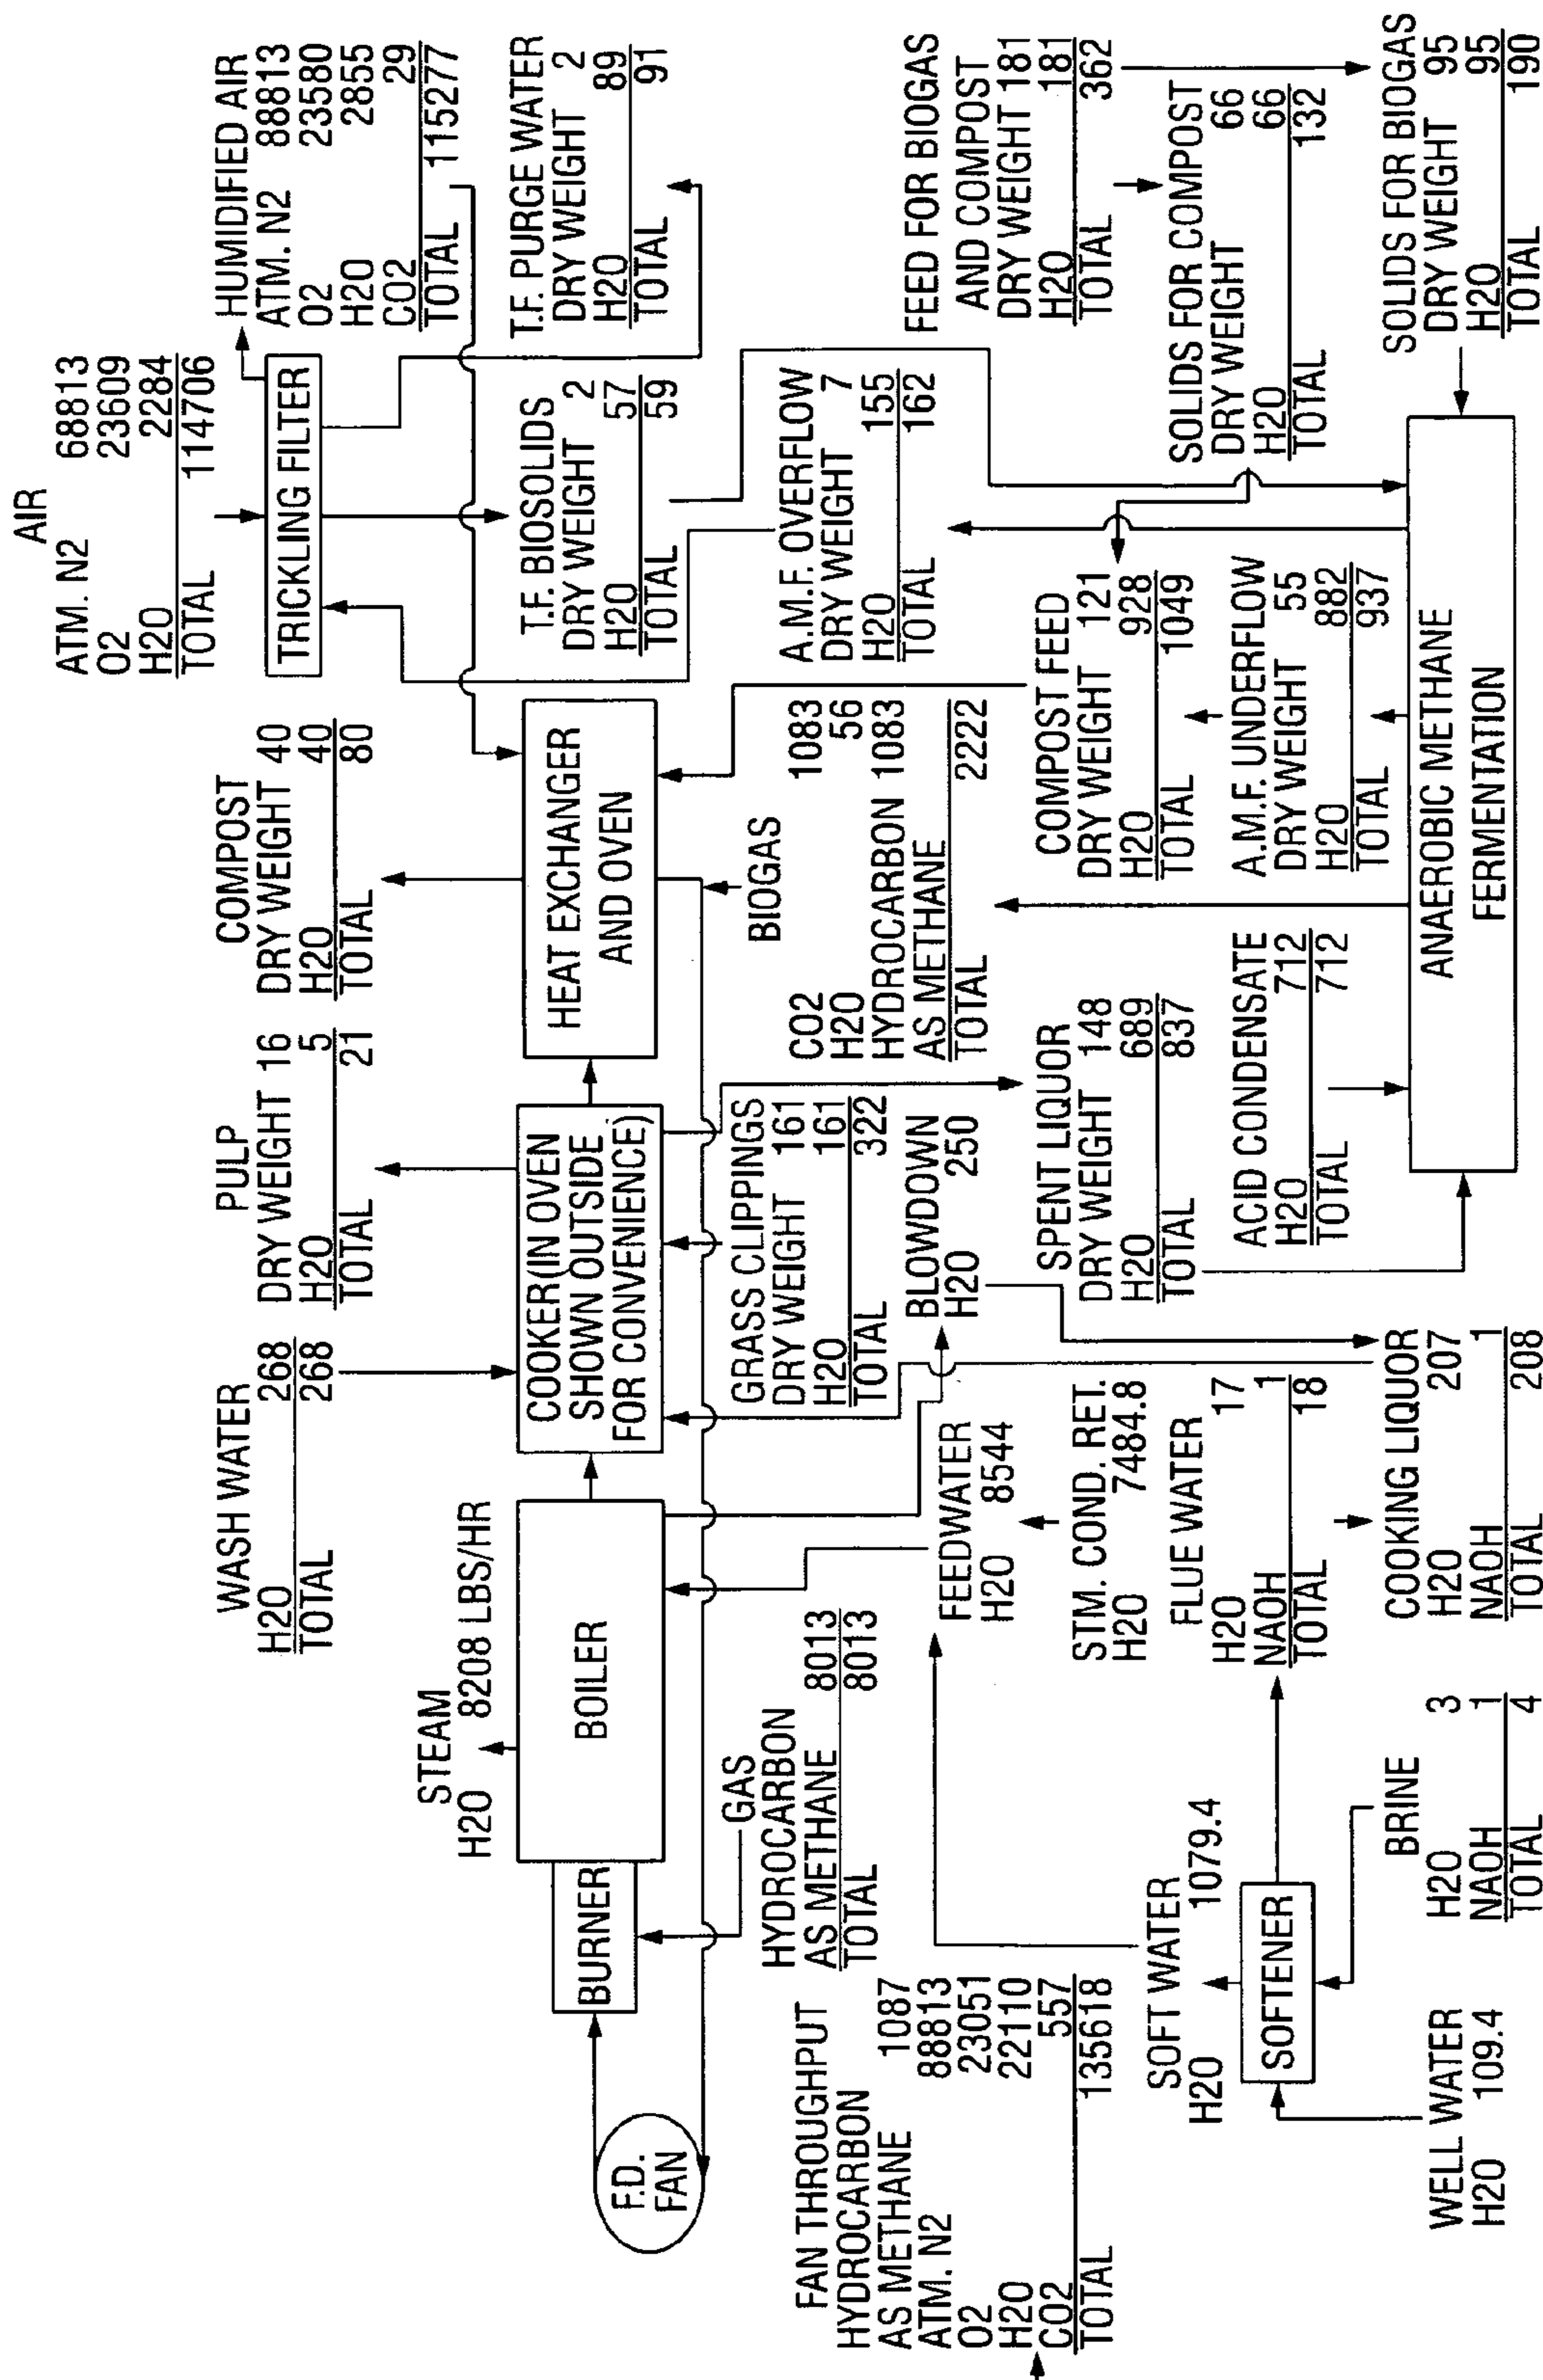 AIR
ATM. N2 68813
O2 23609
H2O 2284
TOTAL 114706
TRICKLING FILTER
HUMIDIFIED AIR
ATM. N2 88813
O2 23580
H2O 2855
CO2 29
TOTAL 115277
T.F. PURGE WATER
DRY WEIGHT 2
H2O 89
TOTAL 91
T.F. BIOSOLIDS
DRY WEIGHT 2
H2O 57
TOTAL 59
A.M.F. OVERFLOW
DRY WEIGHT 7
H2O 155
TOTAL 162
FEED FOR BIOGAS
AND COMPOST
DRY WEIGHT 181
H2O 181
TOTAL 362
SOLIDS FOR COMPOST
DRY WEIGHT 66
H2O 66
TOTAL 132
SOLIDS FOR BIOGAS
DRY WEIGHT 95
H2O 95
TOTAL 190
COMPOST
DRY WEIGHT 40
H2O 40
TOTAL 80
HEAT EXCHANGER
AND OVEN
BIOGAS
CO2 1083
H2O 56
HYDROCARBON 1083
AS METHANE
TOTAL 2222
COMPOST FEED
DRY WEIGHT 121
H2O 928
TOTAL 1049
A.M.F. UNDERFLOW
DRY WEIGHT 55
H2O 882
TOTAL 937
ANAEROBIC METHANE
FERMENTATION
PULP
DRY WEIGHT 16
H2O 5
TOTAL 21
WASH WATER
H2O 268
TOTAL 268
COOKER(IN OVEN
SHOWN OUTSIDE
FOR CONVENIENCE)
GRASS CLIPPINGS
DRY WEIGHT 161
H2O 161
TOTAL 322
BLOWDOWN
H2O 250
SPENT LIQUOR
DRY WEIGHT 148
H2O 689
TOTAL 837
ACID CONDENSATE
H2O 712
TOTAL 712
STEAM
H2O 8208 LBS/HR
BOILER
BURNER
F.D.
FAN
GAS
HYDROCARBON
AS METHANE 8013
TOTAL 8013
FEEDWATER
H2O 8544
STM. COND. RET.
H2O 7484.8
FLUE WATER
H2O 17
NAOH 1
TOTAL 18
COOKING LIQUOR
H2O 207
NAOH 1
TOTAL 208
FAN THROUGHPUT
HYDROCARBON
AS METHANE 1087
ATM. N2 88813
O2 23051
H2O 22110
CO2 557
TOTAL 135618
SOFT WATER
H2O 1079.4
SOFTENER
BRINE
H2O 3
NAOH 1
TOTAL 4
WELL WATER
H2O 109.4